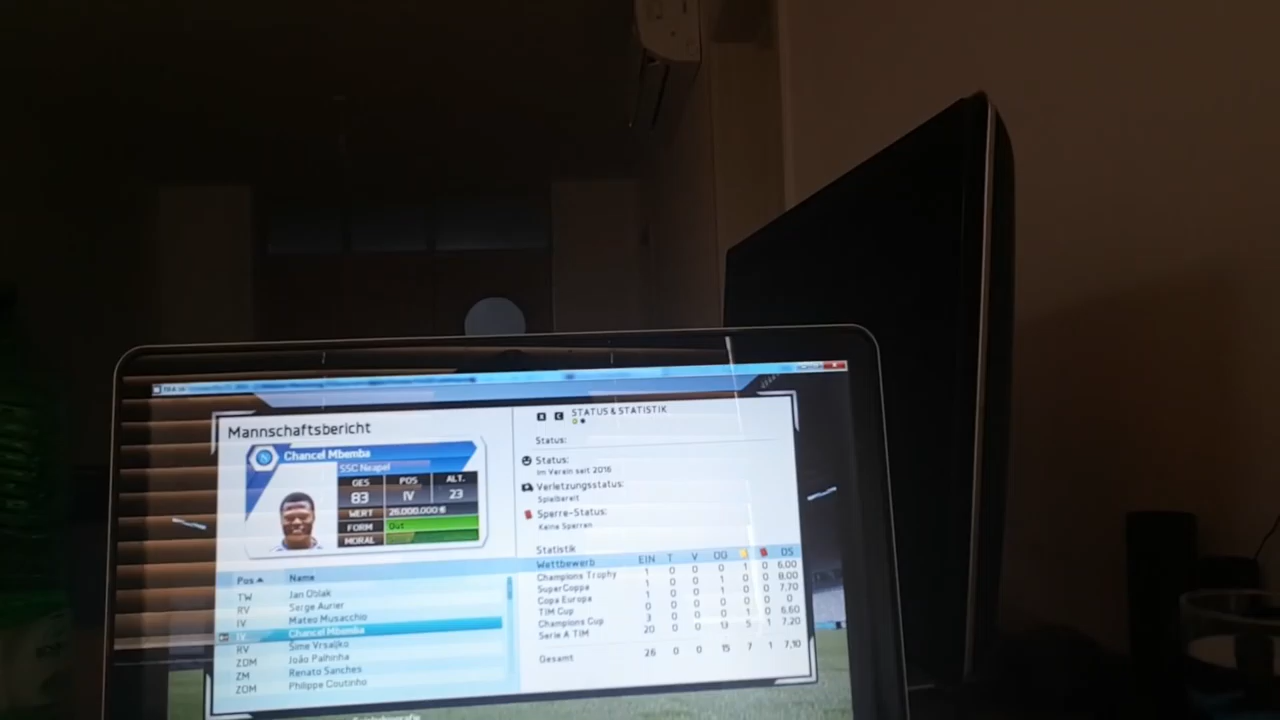 Mannschaftsbericht
Chancel Mbemba
SSC Neapel
GES POS ALT.
83 IV 23
WERT 26.000.000 €
FORM Gut
MORAL
Pos Name
TW Jan Oblak
RV Serge Aurier
IV Mateo Musacchio
IV Chancel Mbemba
RV Šime Vrsaljko
ZDM João Palhinha
ZM Renato Sanches
ZOM Philippe Coutinho
STATUS & STATISTIK
Status:
Status:
Im Verein seit 2016
Verletzungsstatus:
Spielbereit
Sperre-Status:
Keine Sperren
Statistik
Wettbewerb EIN T V OG DS
Champions Trophy 1 0 0 0 1 0 6,00
SuperCoppa 1 0 0 1 0 0 8,00
Copa Europa 1 0 0 1 0 0 7,70
TIM Cup 0 0 0 0 0 0 0
Champions Cup 3 0 0 0 1 0 6,60
Serie A TIM 20 0 0 13 5 1 7,20
Gesamt 26 0 0 15 7 1 7,10